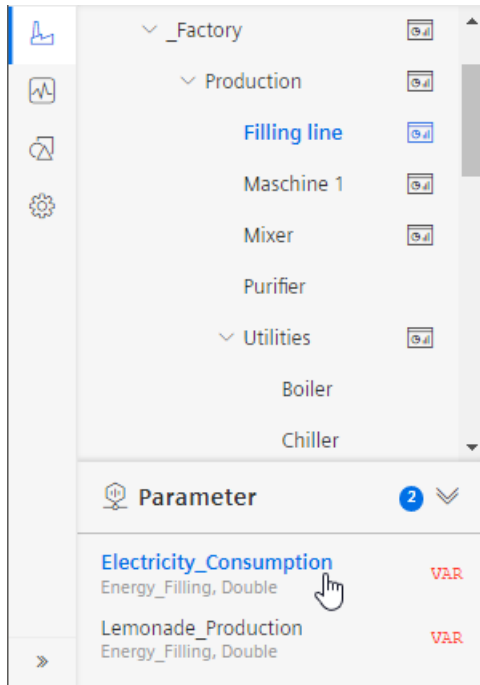 _Factory
Production
Filling line
Maschine 1
Mixer
Purifier
Utilities
Boiler
Chiller
Parameter 2
Electricity_Consumption
Energy_Filling, Double VAR
Lemonade_Production
Energy_Filling, Double VAR